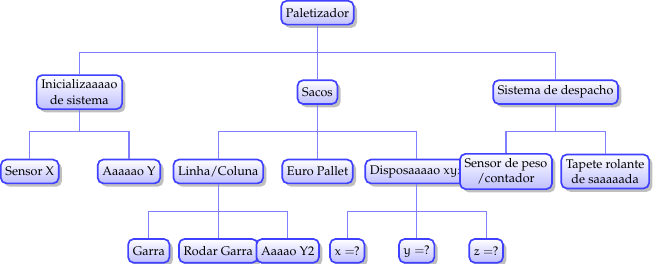 Paletizador
Inicializaaaao
de sistema
Sacos
Sistema de despacho
Sensor X
Aaaaao Y
Linha/Coluna
Euro Pallet
Disposaaaao xyz
Sensor de peso
/contador
Tapete rolante
de saaaaada
Garra
Rodar Garra
Aaaao Y2
x =?
y =?
z =?